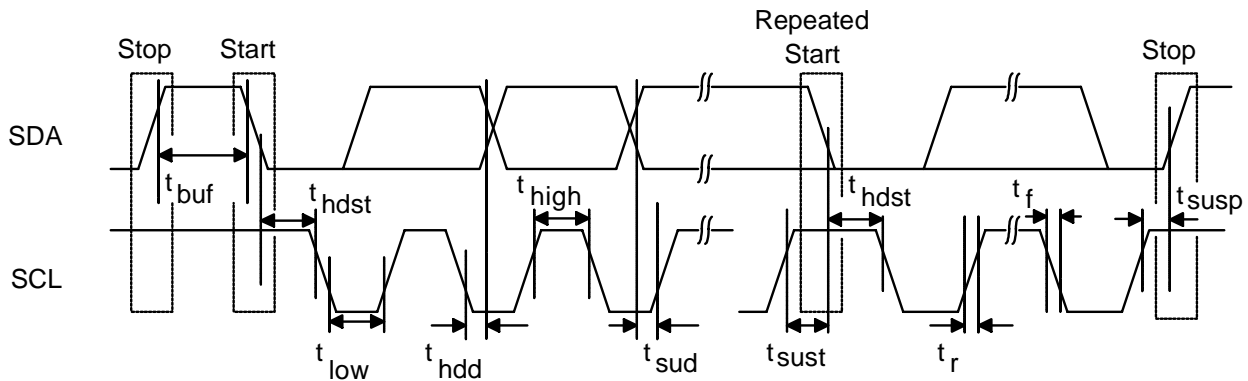 Repeated
Stop Start Start Stop
SDA
t buf t hdst t high t hdst t f t susp
SCL
t low t hdd t sud t sust t r